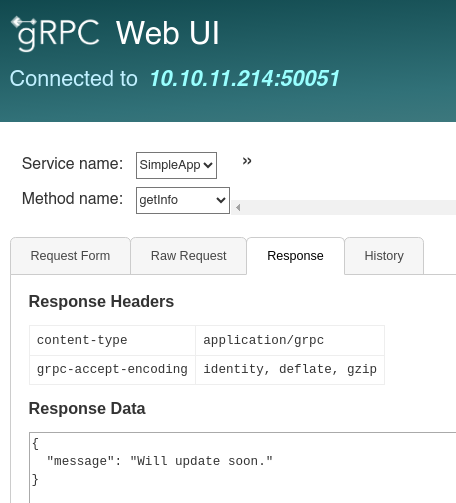 gRPC Web UI
Connected to 10.10.11.214:50051
Service name: SimpleApp »
Method name: getInfo
Request Form Raw Request Response History
Response Headers
content-type application/grpc
grpc-accept-encoding identity, deflate, gzip
Response Data
{
"message": "Will update soon."
}